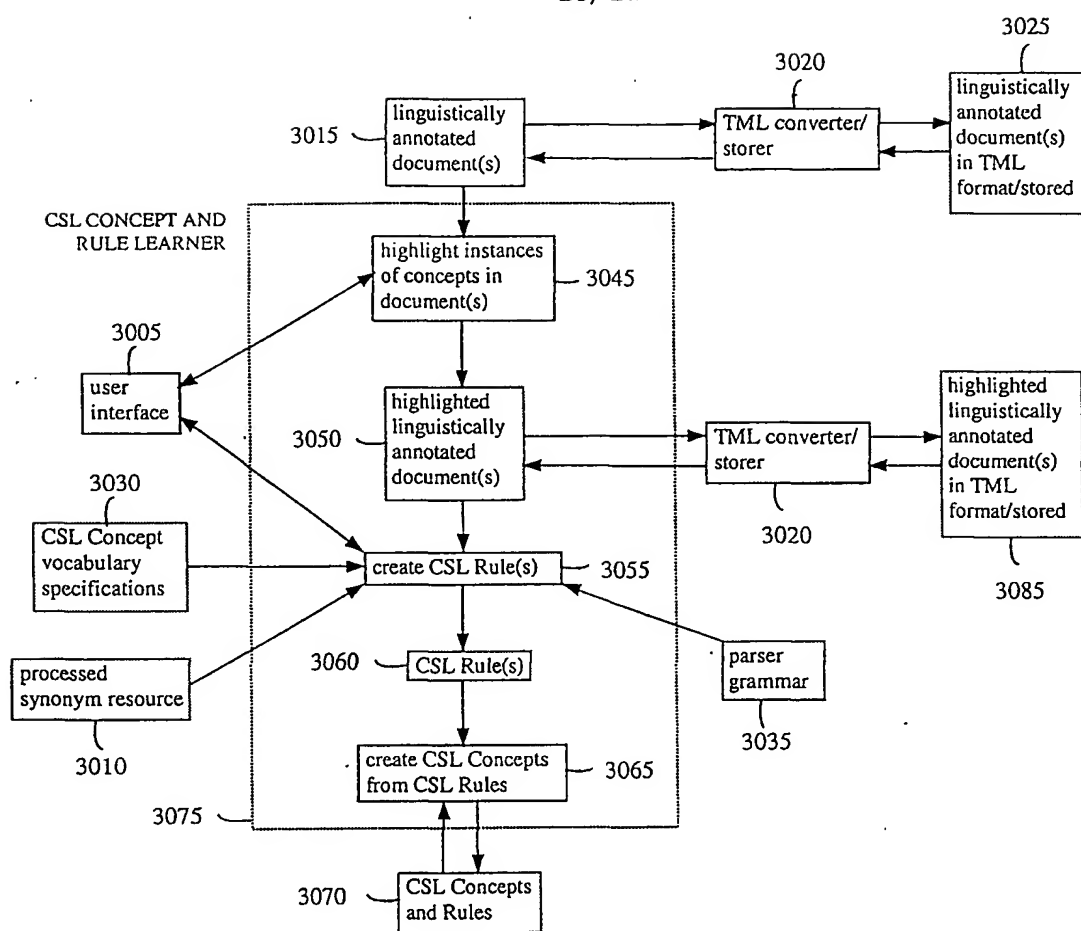 3025
3020
linguistically
annotated
document(s)
in TML
format/stored
linguistically
annotated
document(s)
3015
TML converter/
storer
CSL CONCEPT AND
RULE LEARNER
highlight instances
of concepts in
document(s)
3045
3005
user
interface
highlighted
linguistically
annotated
document(s)
3050
TML converter/
storer
3020
highlighted
linguistically
annotated
document(s)
in TML
format/stored
3085
3030
CSL Concept
vocabulary
specifications
create CSL Rule(s)
3055
3060
CSL Rule(s)
parser
grammar
3035
processed
synonym resource
3010
create CSL Concepts
from CSL Rules
3065
3075
3070
CSL Concepts
and Rules